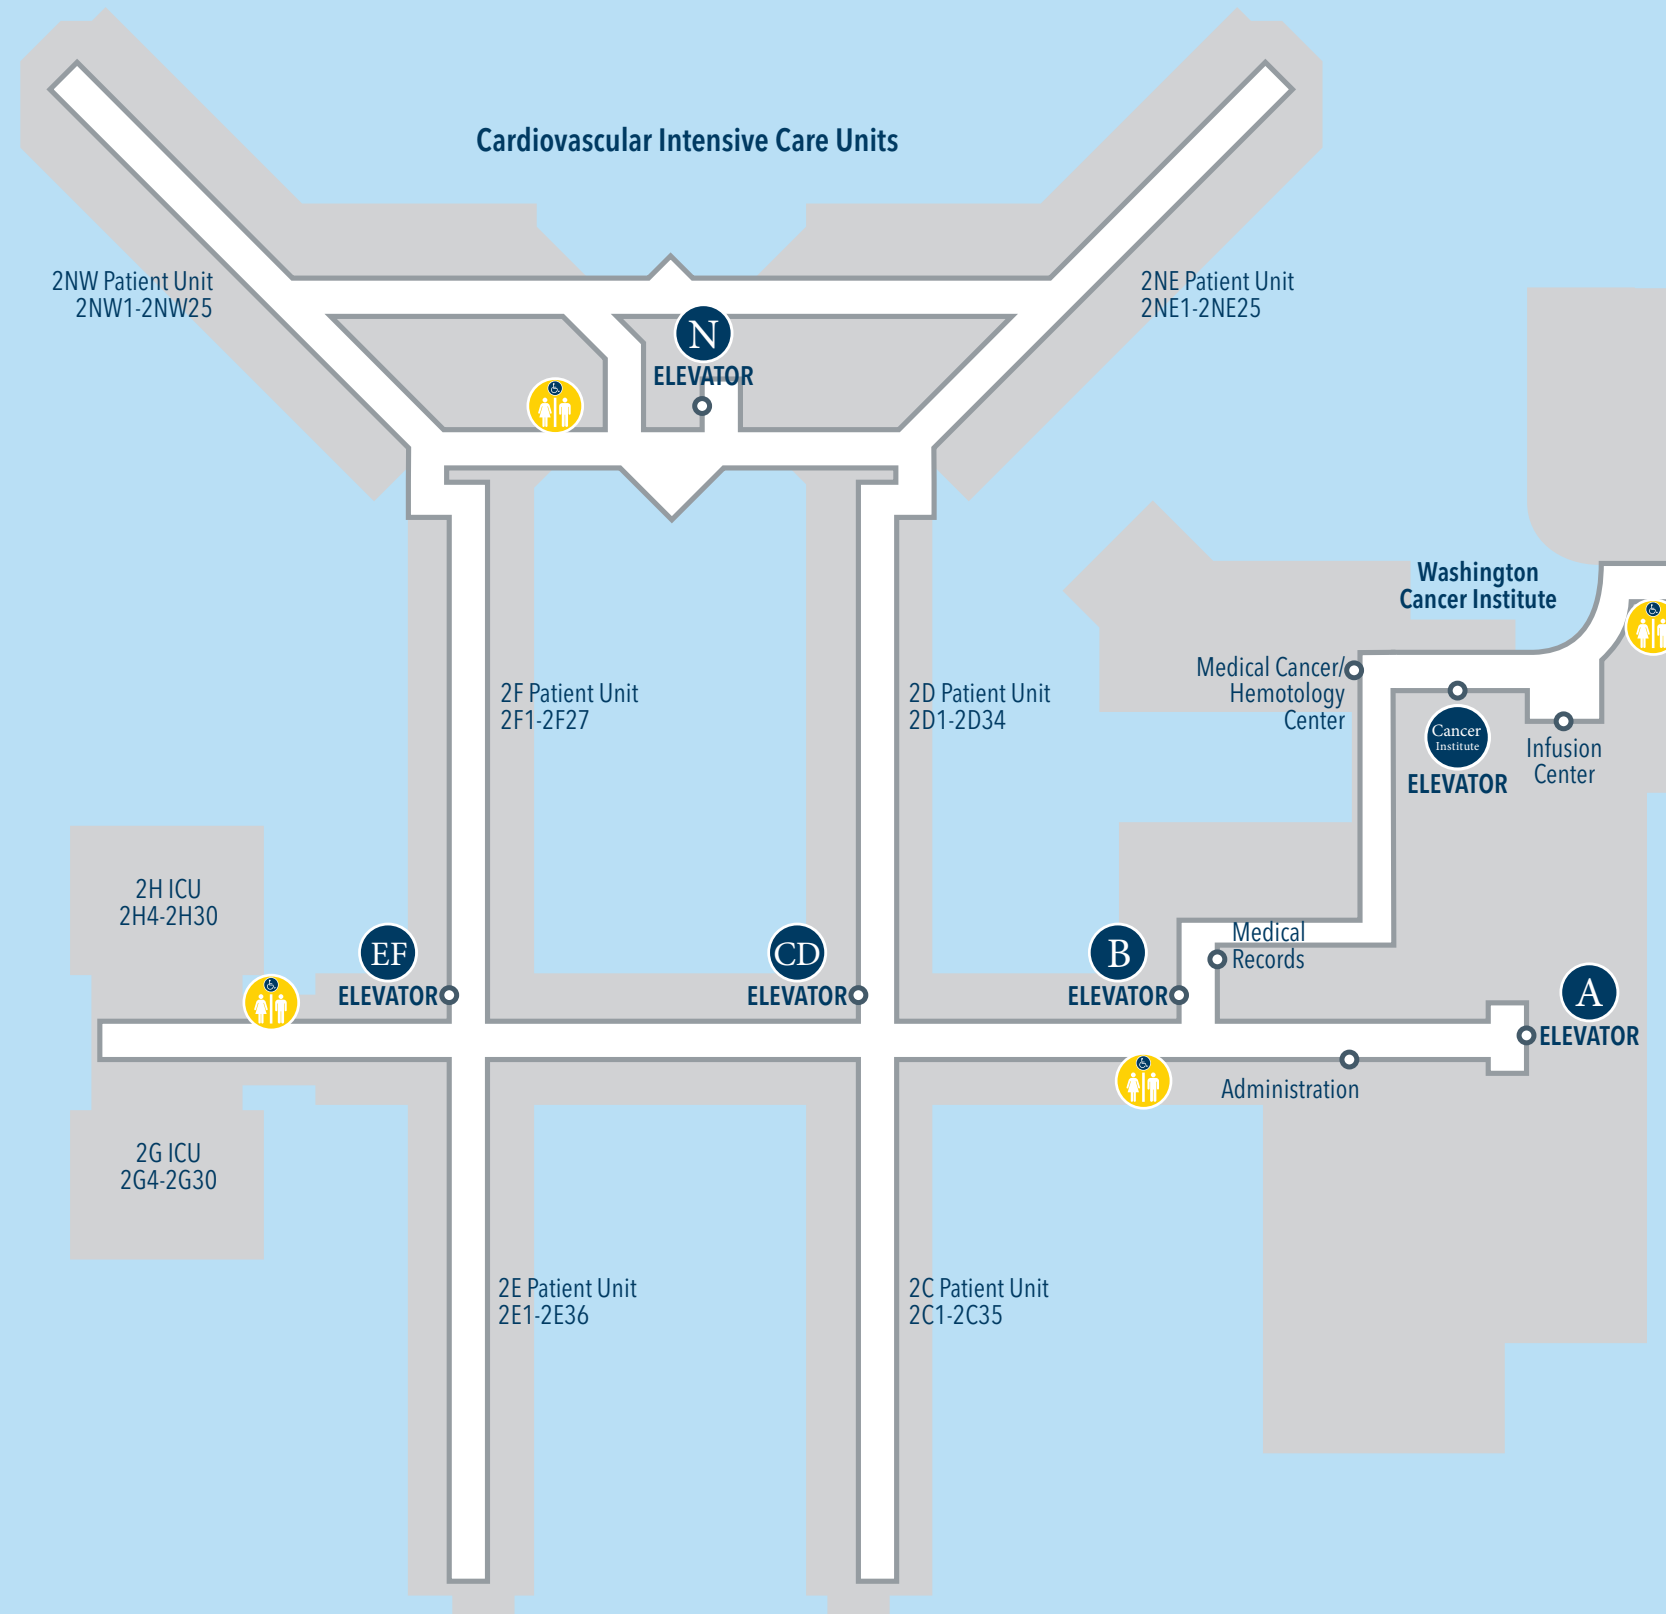 Cardiovascular Intensive Care Units
2NW Patient Unit
2NW1-2NW25
2NE Patient Unit
2NE1-2NE25
N
ELEVATOR
Washington
Cancer Institute
Medical Cancer/
Hemotology
Center
Cancer
Institute
ELEVATOR
Infusion
Center
2F Patient Unit
2F1-2F27
2D Patient Unit
2D1-2D34
2H ICU
2H4-2H30
EF
ELEVATOR
CD
ELEVATOR
B
ELEVATOR
Medical
Records
A
ELEVATOR
Administration
2G ICU
2G4-2G30
2E Patient Unit
2E1-2E36
2C Patient Unit
2C1-2C35